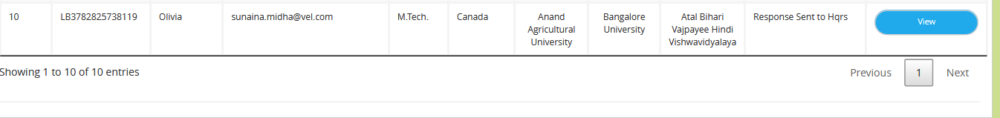 10 LB3782825738119 Olivia sunaina.midha@vel.com M.Tech. Canada Anand Bangalore Atal Bihari Response Sent to Hqrs View
Agricultural University Vajpayee Hindi
University Vishwavidyalaya
Showing 1 to 10 of 10 entries Previous 1 Next